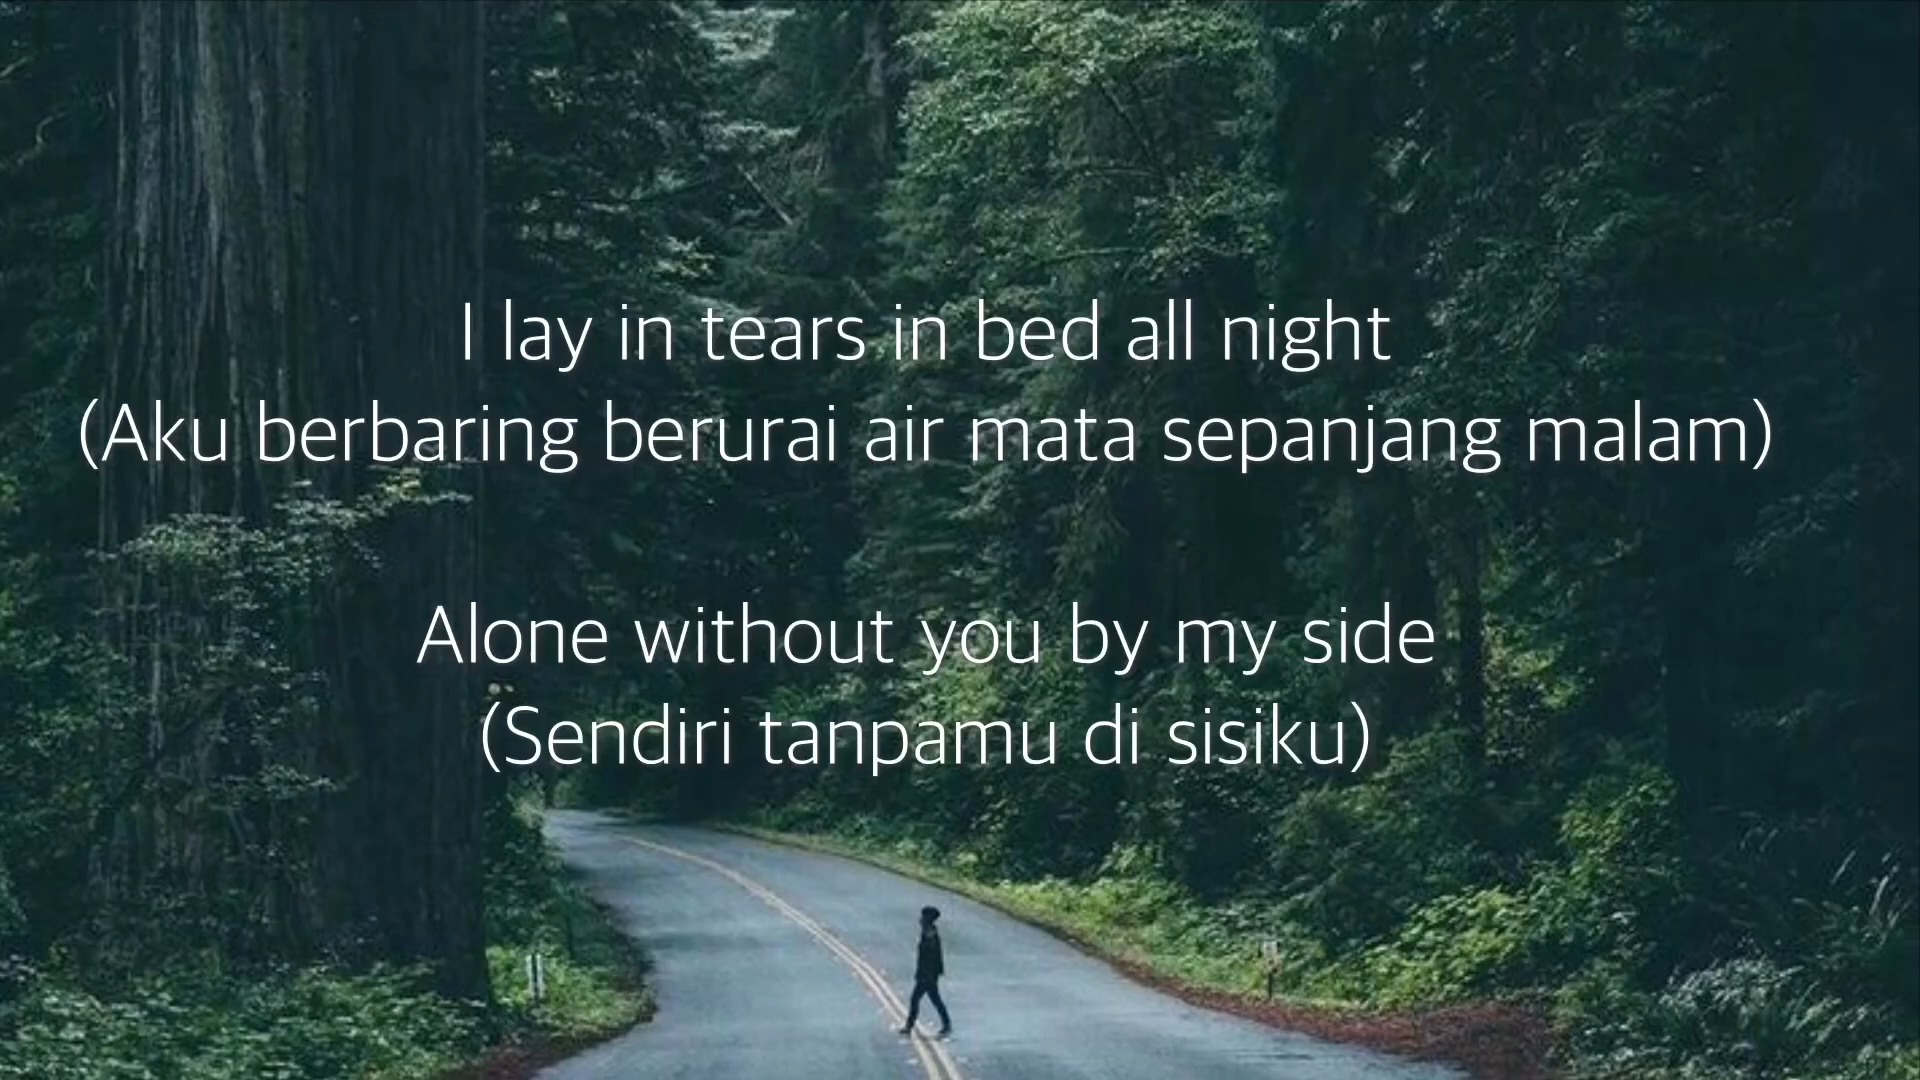 I lay in tears in bed all night
(Aku berbaring berurai air mata sepanjang malam)
Alone without you by my side
(Sendiri tanpamu di sisiku)